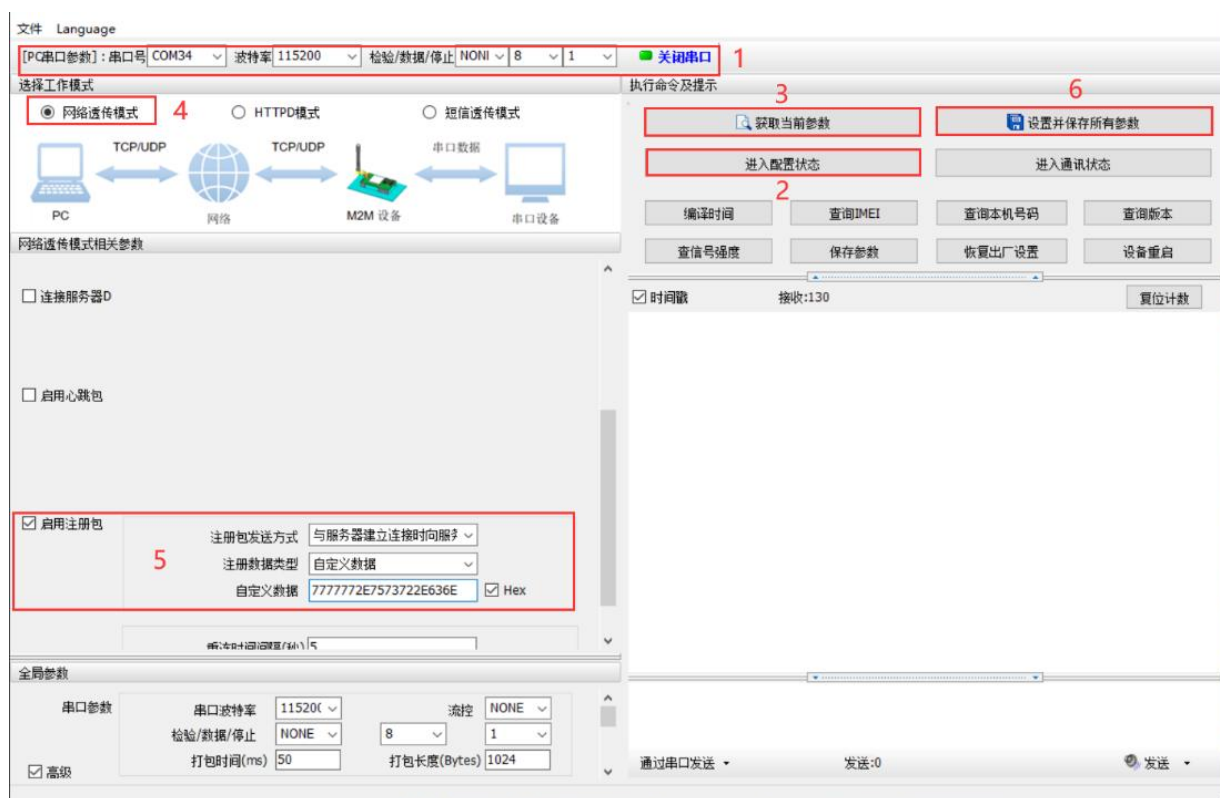 文件 Language
[PC串口参数]：串口号 COM34 波特率 115200 检验/数据/停止 NONI 8 1 关闭串口 1
选择工作模式
执行命令及提示
网络透传模式 4 HTTPD模式 短信透传模式
3 6
获取当前参数 设置并保存所有参数
TCP/UDP TCP/UDP 串口数据
进入配置状态 进入通讯状态
2
PC 网络 M2M 设备 串口设备
编译时间 查询IMEI 查询本机号码 查询版本
网络透传模式相关参数
查信号强度 保存参数 恢复出厂设置 设备重启
连接服务器D
时间戳 接收:130 复位计数
启用心跳包
启用注册包
注册包发送方式 与服务器建立连接时向服
5 注册数据类型 自定义数据
自定义数据 7777772E7573722E636E Hex
重连时间间隔(秒) 5
全局参数
串口参数 串口波特率 11520( 流控 NONE
检验/数据/停止 NONE 8 1
打包时间(ms) 50 打包长度(Bytes) 1024
高级
通过串口发送 发送:0 发送